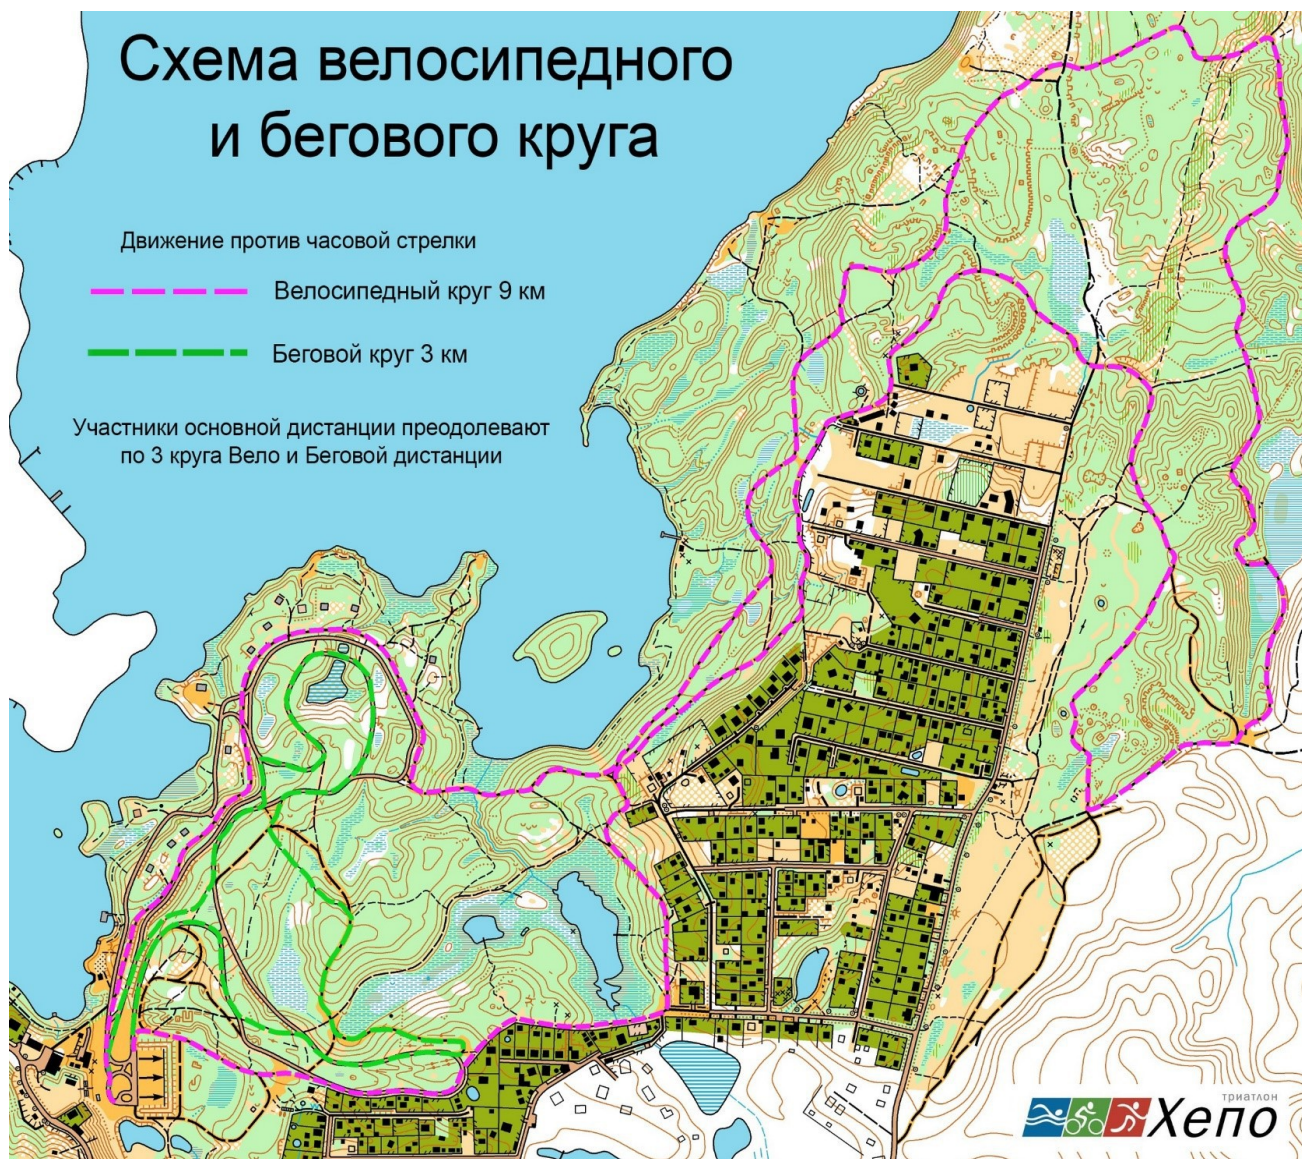 Схема велосипедного
и бегового круга
Движение против часовой стрелки
Велосипедный круг 9 км
Беговой круг 3 км
Участники основной дистанции преодолевают
по 3 круга Вело и Беговой дистанции
триатлон
Хепо